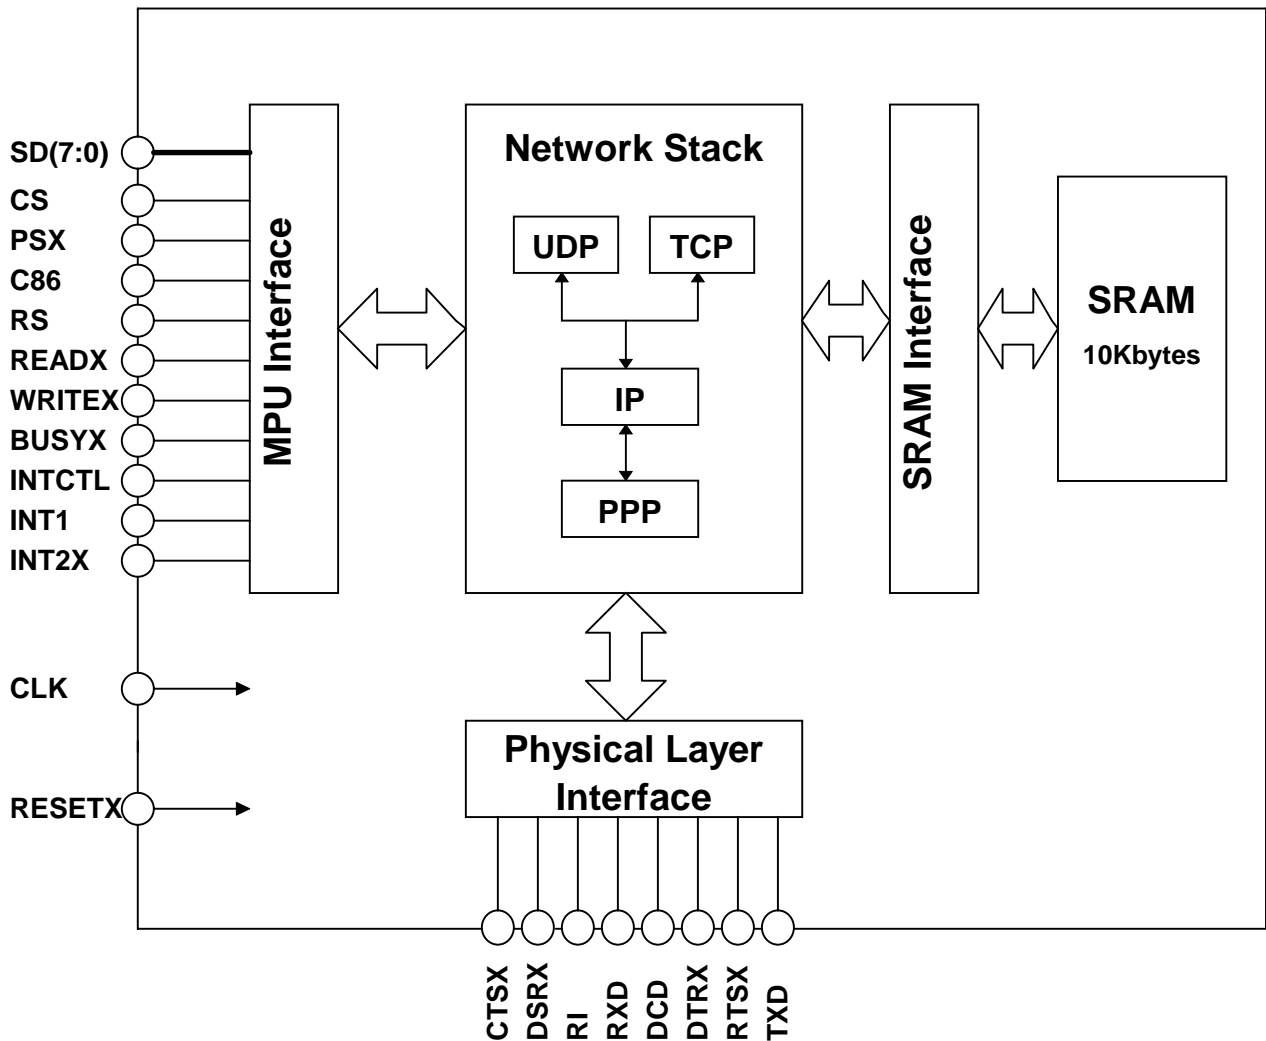 SD(7:0)
CS
PSX
C86
RS
READX
WRITEX
BUSYX
INTCTL
INT1
INT2X
CLK
RESETX
MPU Interface
Network Stack
UDP
TCP
IP
PPP
SRAM Interface
SRAM
10Kbytes
Physical Layer
Interface
CTSX
DSRX
RI
RXD
DCD
DTRX
RTSX
TXD